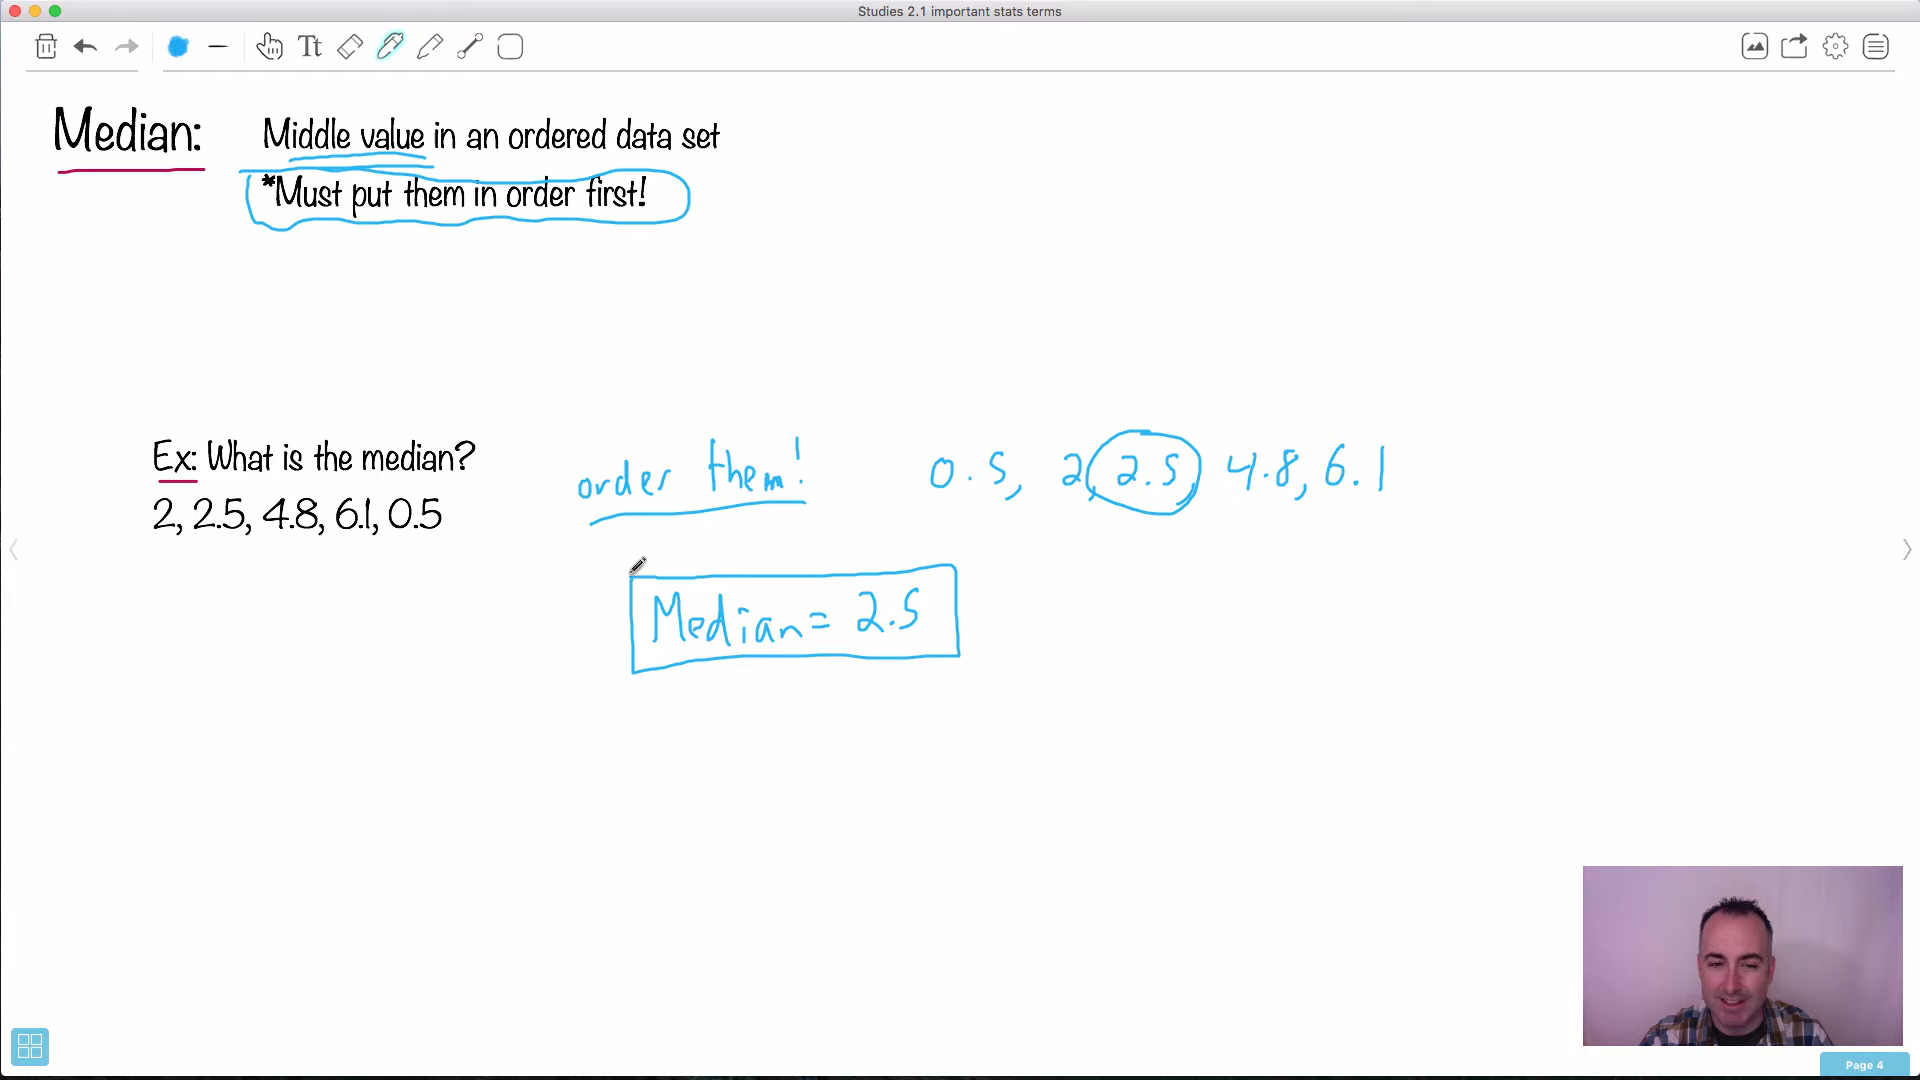 Studies 2.1 important stats terms
Tt
Median: Middle value in an ordered data set
*Must put them in order first!
Ex: What is the median?
2, 2.5, 4.8, 6.1, 0.5
order them! 0.5, 2, 2.5, 4.8, 6.1
Median = 2.5
Page 4